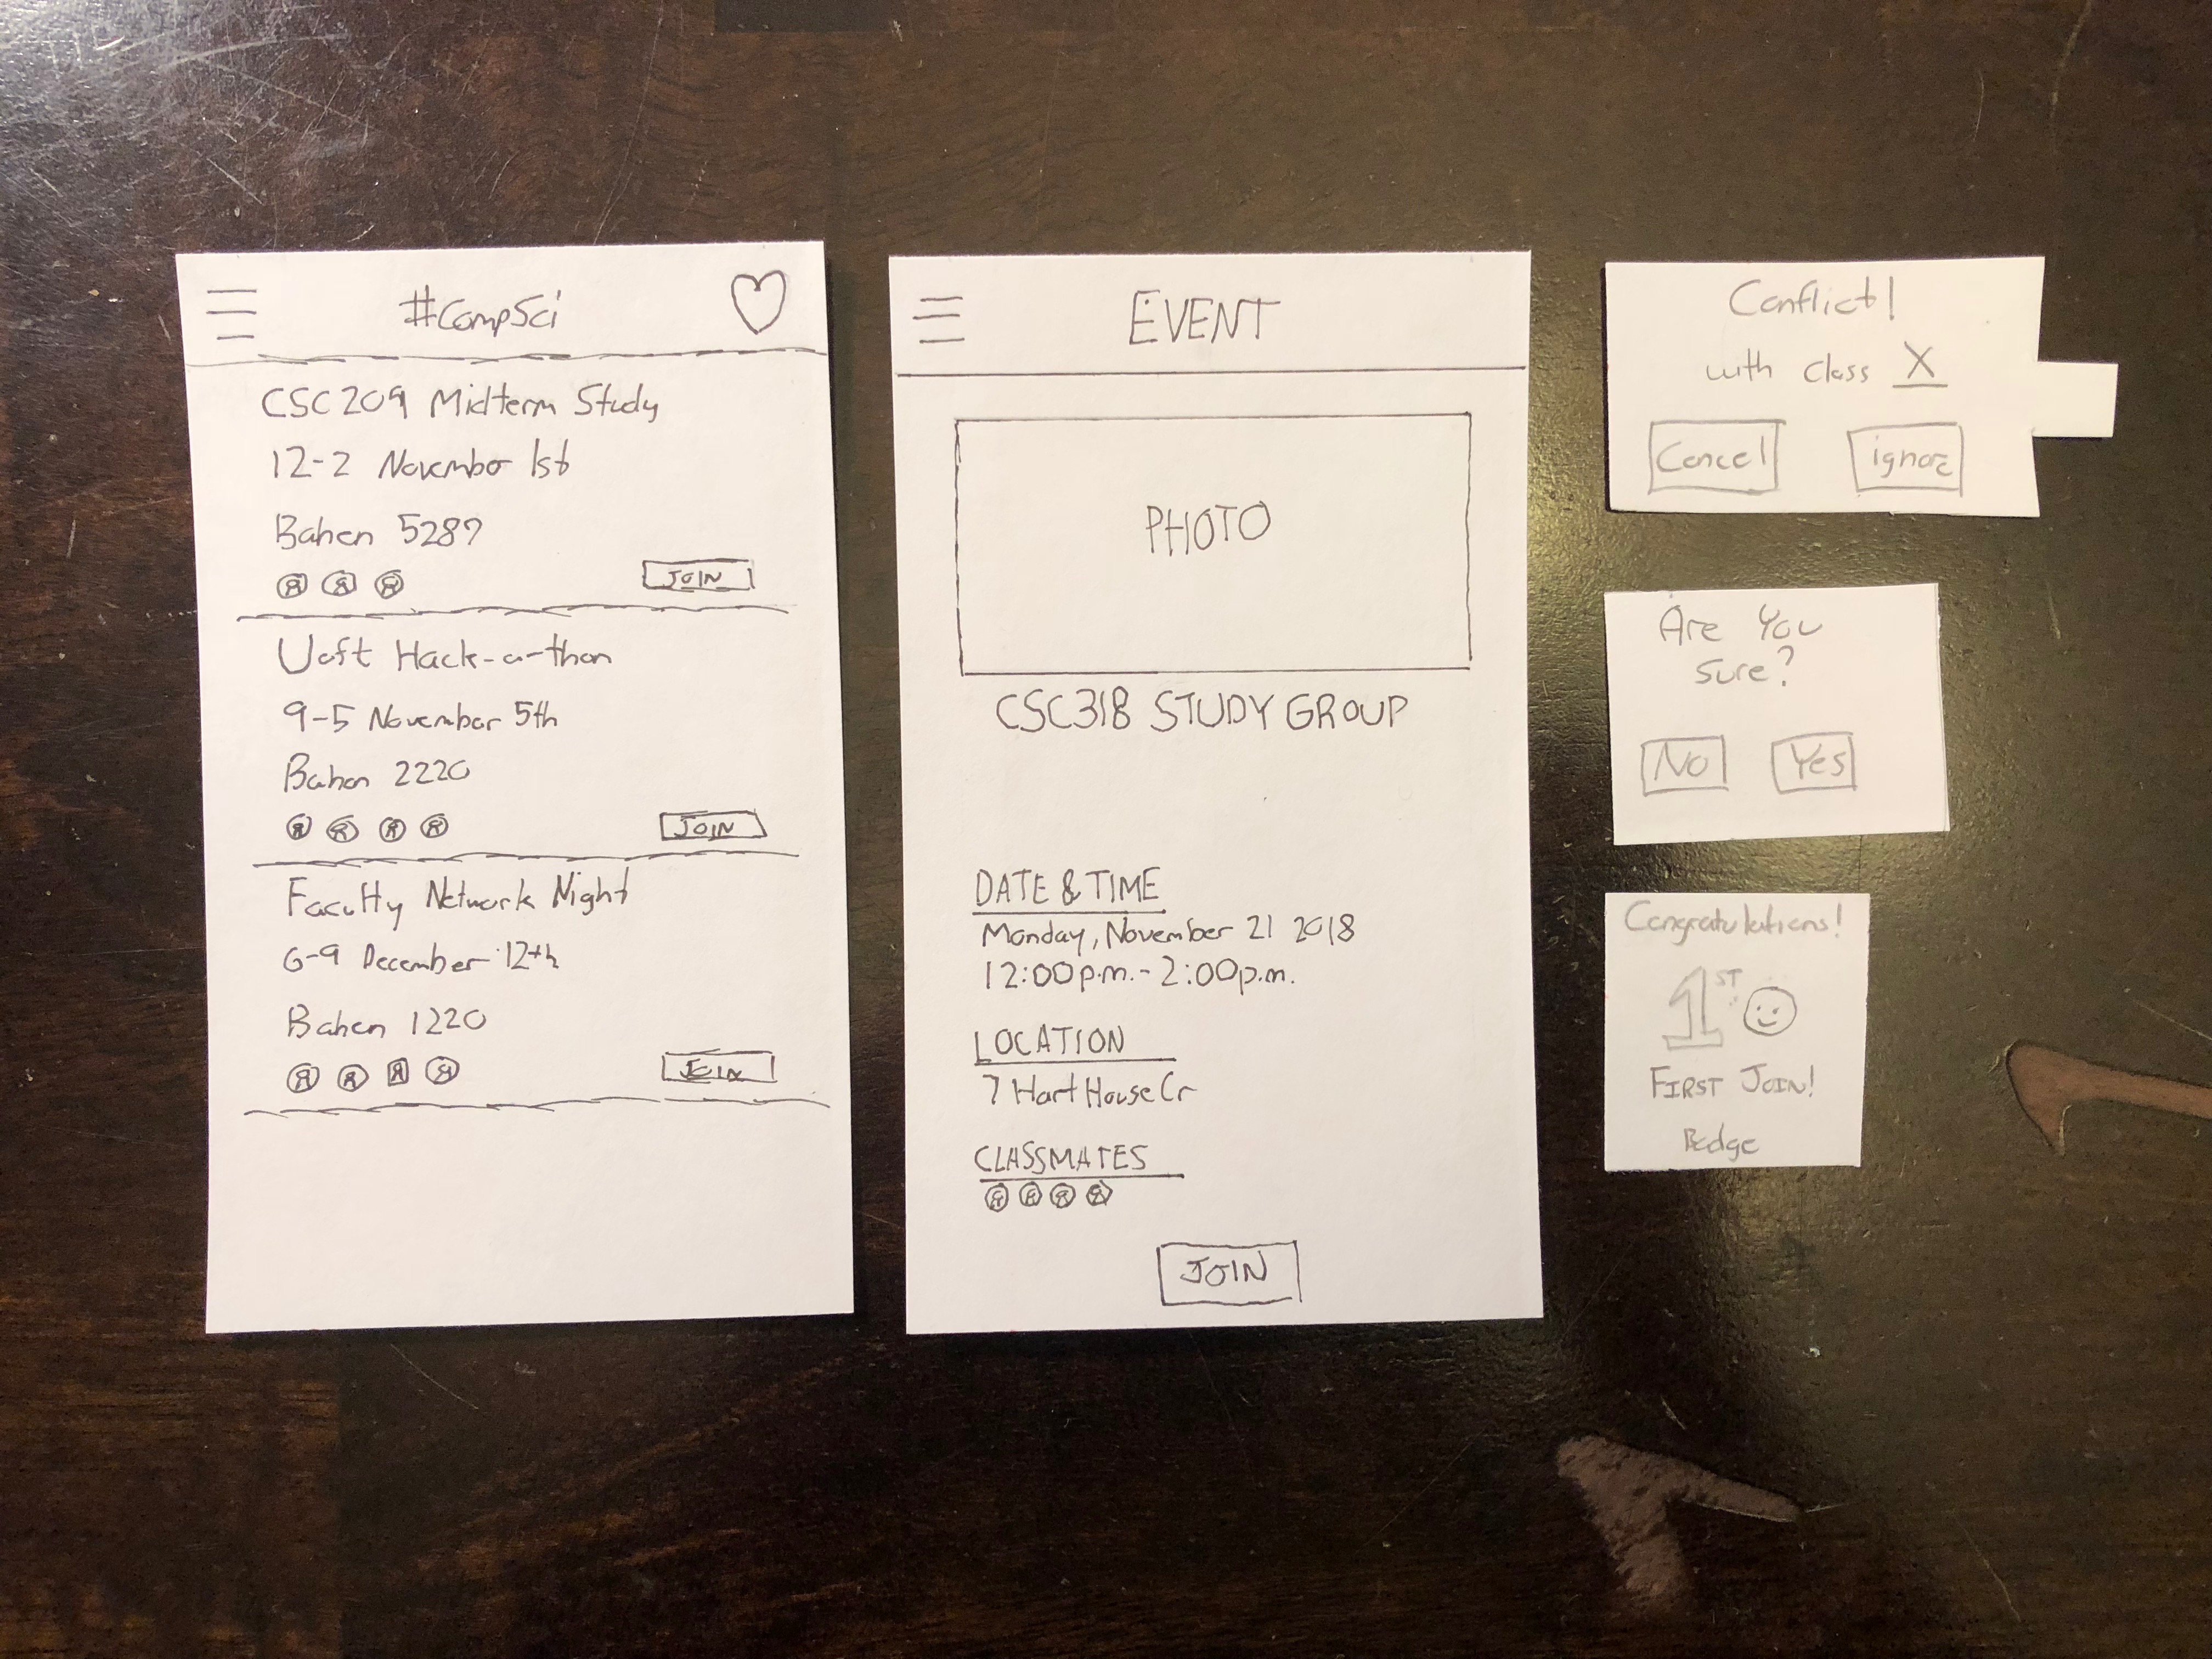 #CompSci
CSC209 Midterm Study
12-2 November 1st
Bahen 5287
JOIN
Uoft Hack-a-thon
9-5 November 5th
Bahen 2220
JOIN
Faculty Network Night
6-9 December 12th
Bahen 1220
JOIN
EVENT
PHOTO
CSC318 STUDY GROUP
DATE & TIME
Monday, November 21 2018
12:00p.m. - 2:00p.m.
LOCATION
7 Hart House Cr
CLASSMATES
JOIN
Conflict!
with class X
Cancel ignore
Are You
sure?
No Yes
Congratulations!
1ST
FIRST JOIN!
Badge